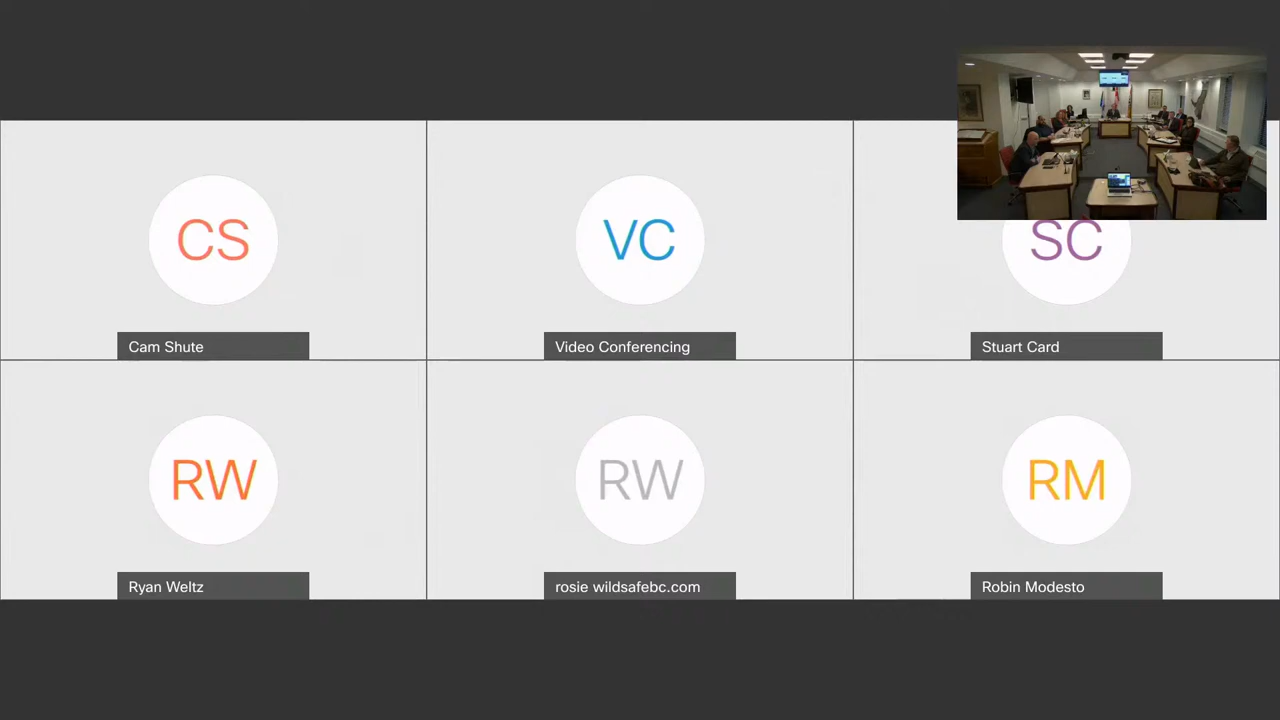 CS
VC
SC
Cam Shute
Video Conferencing
Stuart Card
RW
RW
RM
Ryan Weltz
rosie wildsafebc.com
Robin Modesto